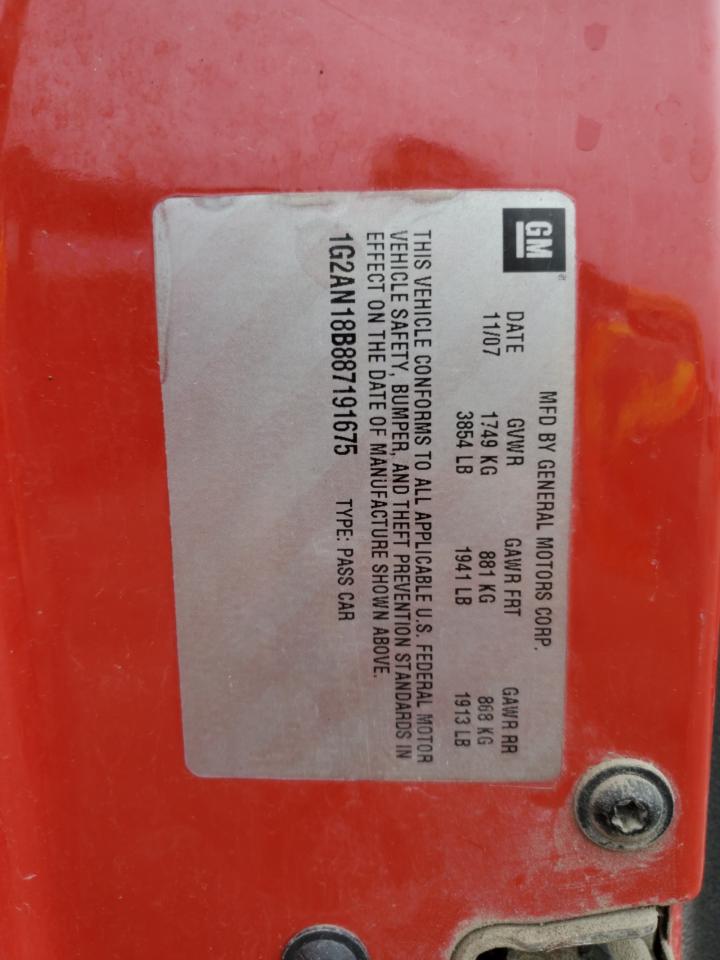 GM®
MFD BY GENERAL MOTORS CORP.
DATE GVWR GAWR FRT GAWR RR
11/07 1749 KG 881 KG 868 KG
3854 LB 1941 LB 1913 LB
THIS VEHICLE CONFORMS TO ALL APPLICABLE U.S. FEDERAL MOTOR
VEHICLE SAFETY, BUMPER, AND THEFT PREVENTION STANDARDS IN
EFFECT ON THE DATE OF MANUFACTURE SHOWN ABOVE.
1G2AN18B887191675 TYPE: PASS CAR